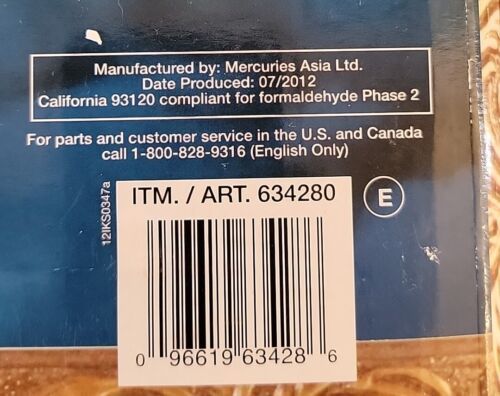 Manufactured by: Mercuries Asia Ltd.
Date Produced: 07/2012
California 93120 compliant for formaldehyde Phase 2
For parts and customer service in the U.S. and Canada
call 1-800-828-9316 (English Only)
12IKS0347a
ITM. / ART. 634280
E
0 96619 63428 6